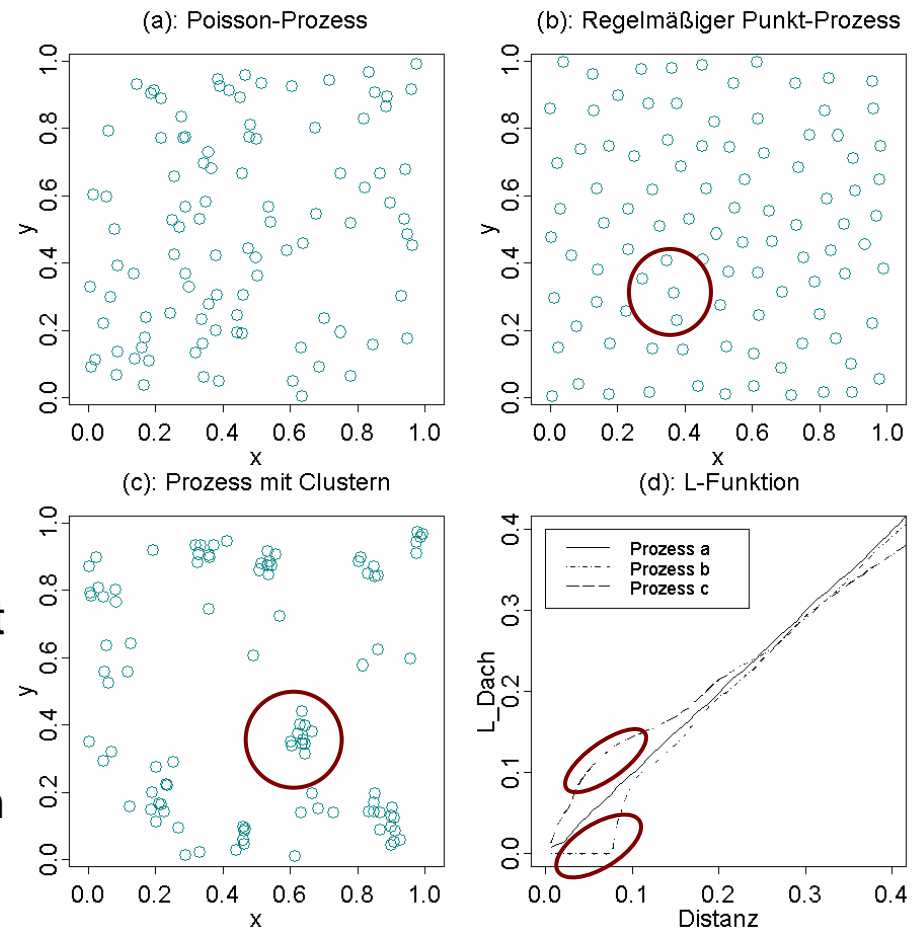 (a): Poisson-Prozess
(b): Regelmäßiger Punkt-Prozess
y
1.0
0.8
0.6
0.4
0.2
0.0
0.0 0.2 0.4 0.6 0.8 1.0
x
y
1.0
0.8
0.6
0.4
0.2
0.0
0.0 0.2 0.4 0.6 0.8 1.0
x
(c): Prozess mit Clustern
(d): L-Funktion
y
1.0
0.8
0.6
0.4
0.2
0.0
0.0 0.2 0.4 0.6 0.8 1.0
x
L_Dach
0.4
0.3
0.2
0.1
0.0
Prozess a
Prozess b
Prozess c
0.0 0.1 0.2 0.3 0.4
Distanz